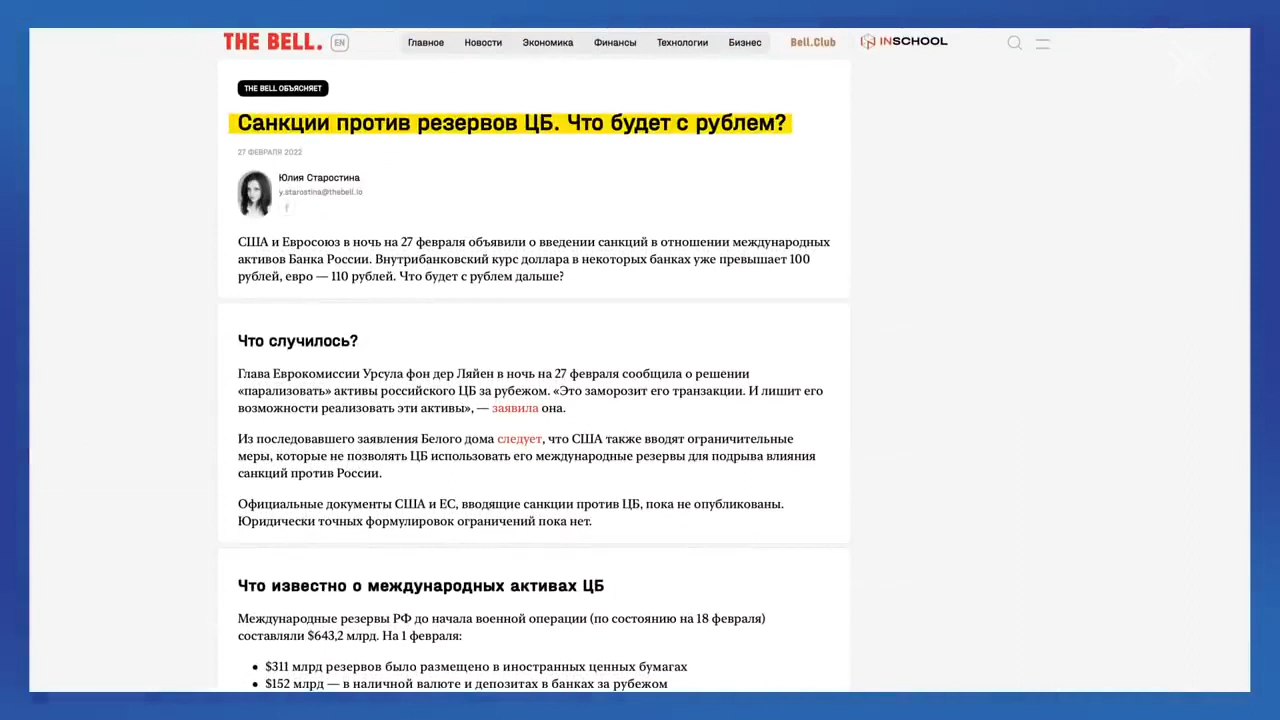 THE BELL.
EN
Главное Новости Экономика Финансы Технологии Бизнес
Bell.Club
INSCHOOL
THE BELL ОБЪЯСНЯЕТ
Санкции против резервов ЦБ. Что будет с рублем?
27 ФЕВРАЛЯ 2022
Юлия Старостина
y.starostina@thebell.io
f
США и Евросоюз в ночь на 27 февраля объявили о введении санкций в отношении международных
активов Банка России. Внутрибанковский курс доллара в некоторых банках уже превышает 100
рублей, евро — 110 рублей. Что будет с рублем дальше?
Что случилось?
Глава Еврокомиссии Урсула фон дер Ляйен в ночь на 27 февраля сообщила о решении
«парализовать» активы российского ЦБ за рубежом. «Это заморозит его транзакции. И лишит его
возможности реализовать эти активы», — заявила она.
Из последовавшего заявления Белого дома следует, что США также вводят ограничительные
меры, которые не позволять ЦБ использовать его международные резервы для подрыва влияния
санкций против России.
Официальные документы США и ЕС, вводящие санкции против ЦБ, пока не опубликованы.
Юридически точных формулировок ограничений пока нет.
Что известно о международных активах ЦБ
Международные резервы РФ до начала военной операции (по состоянию на 18 февраля)
составляли $643,2 млрд. На 1 февраля:
• $311 млрд резервов было размещено в иностранных ценных бумагах
• $152 млрд — в наличной валюте и депозитах в банках за рубежом